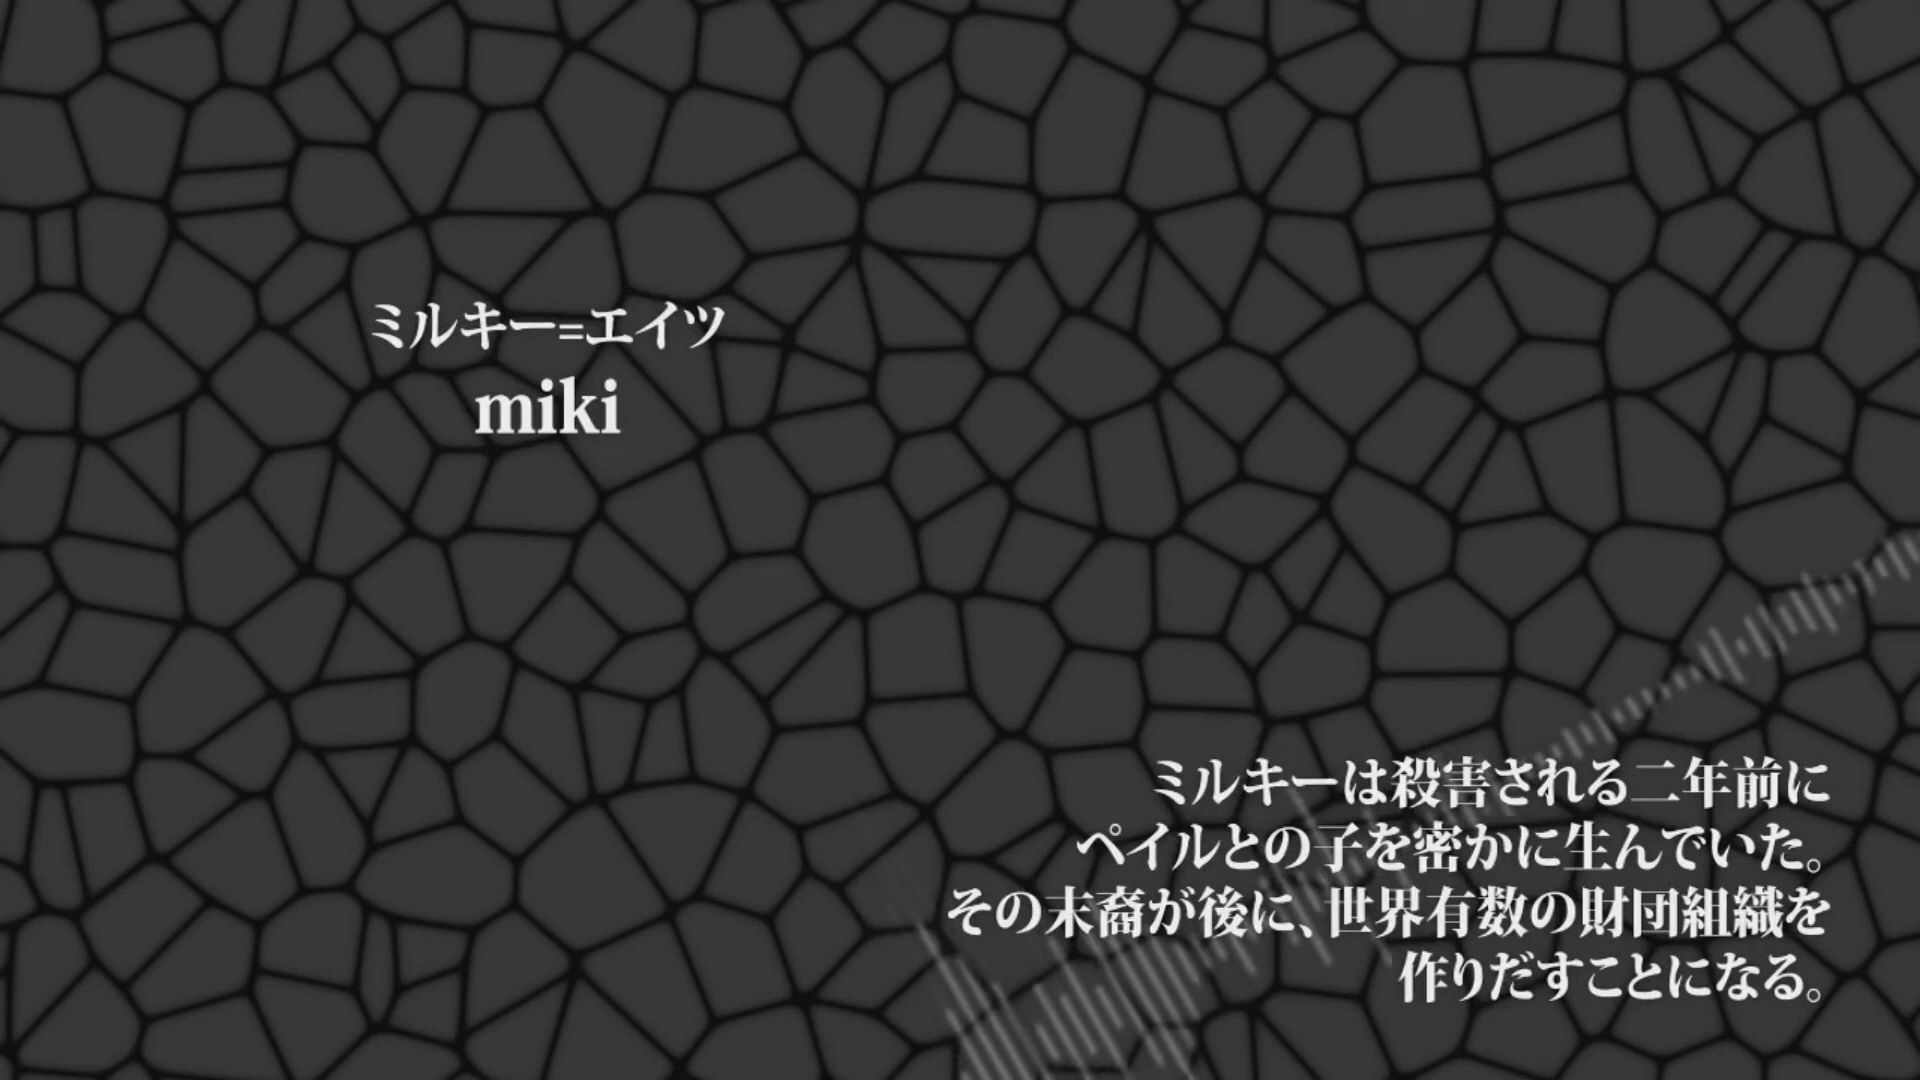 ミルキー=エイツ
miki
ミルキーは殺害される二年前に
ペイルとの子を密かに生んでいた。
その末裔が後に、世界有数の財団組織を
作りだすことになる。